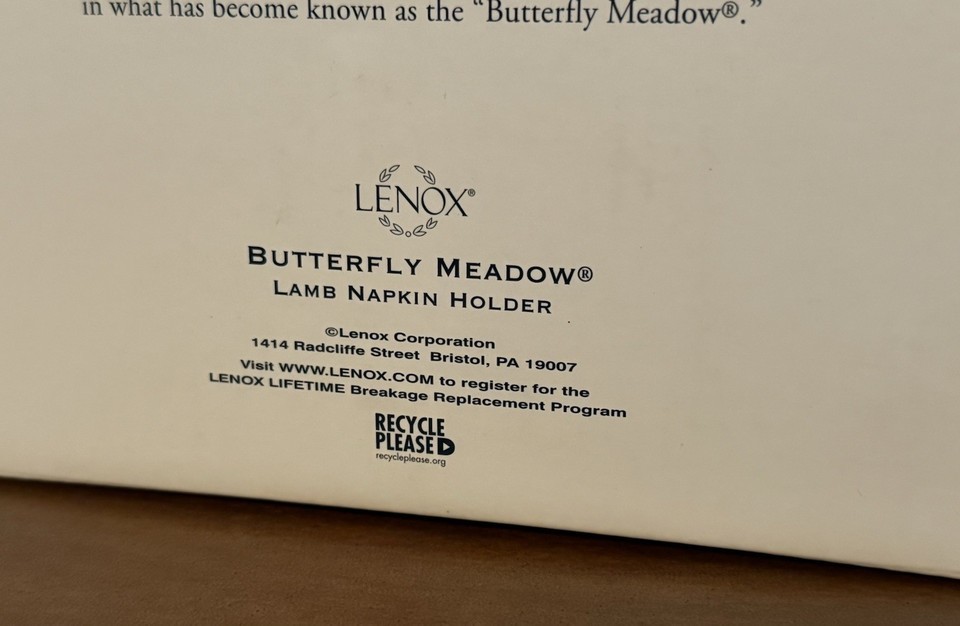 in what has become known as the “Butterfly Meadow®.”
LENOX®
BUTTERFLY MEADOW®
LAMB NAPKIN HOLDER
©Lenox Corporation
1414 Radcliffe Street Bristol, PA 19007
Visit WWW.LENOX.COM to register for the
LENOX LIFETIME Breakage Replacement Program
RECYCLE
PLEASE
recycleplease.org